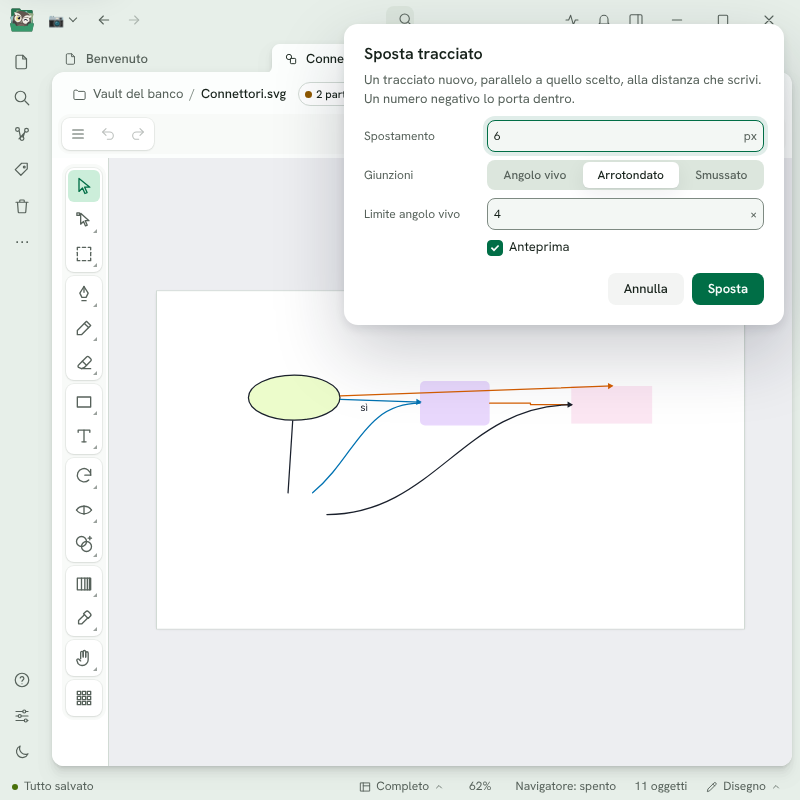 Benvenuto
Conne
Vault del banco / Connettori.svg
2 part
Sposta tracciato
Un tracciato nuovo, parallelo a quello scelto, alla distanza che scrivi.
Un numero negativo lo porta dentro.
Spostamento
6
px
Giunzioni
Angolo vivo
Arrotondato
Smussato
Limite angolo vivo
4
×
Anteprima
Annulla
Sposta
sì
Tutto salvato
Completo
62%
Navigatore: spento
11 oggetti
Disegno